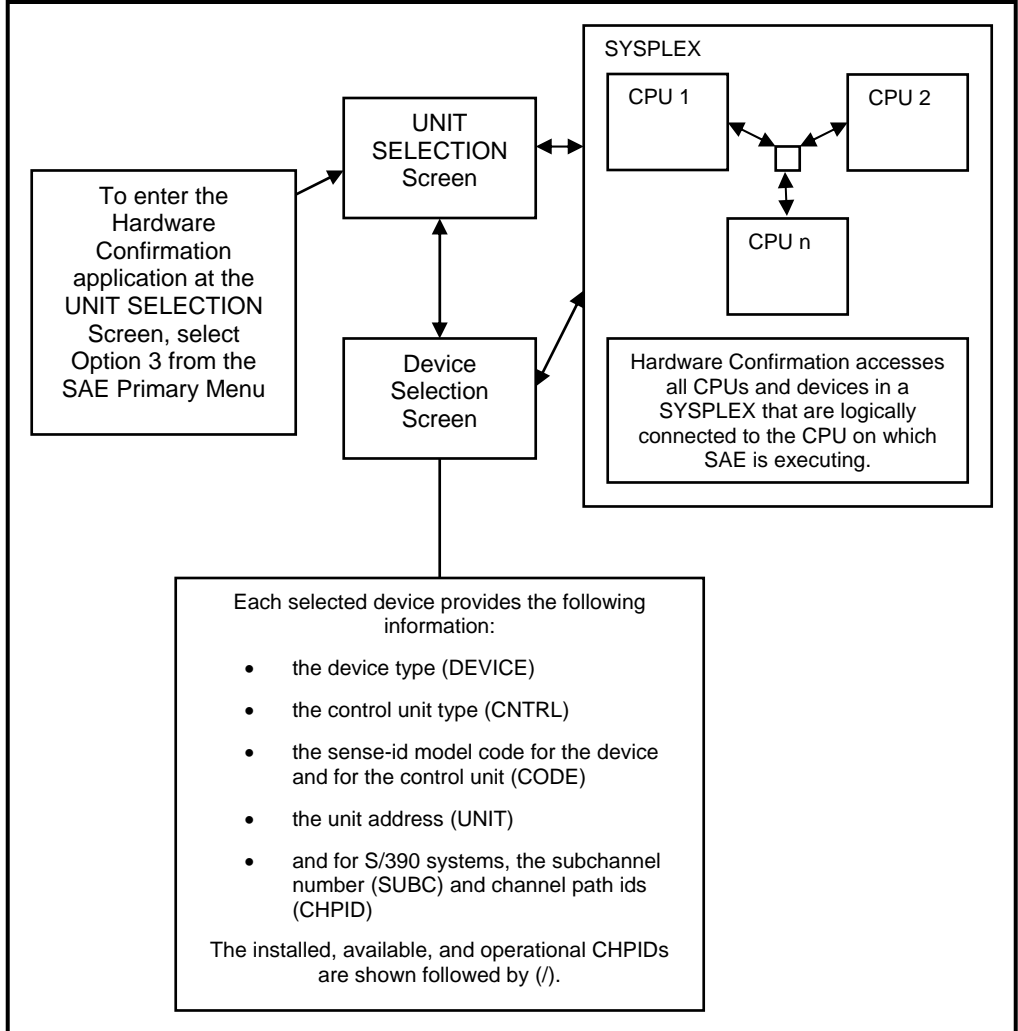 To enter the
Hardware
Confirmation
application at the
UNIT SELECTION
Screen, select
Option 3 from the
SAE Primary Menu
UNIT
SELECTION
Screen
Device
Selection
Screen
SYSPLEX
CPU 1
CPU 2
CPU n
Hardware Confirmation accesses
all CPUs and devices in a
SYSPLEX that are logically
connected to the CPU on which
SAE is executing.
Each selected device provides the following
information:
• the device type (DEVICE)
• the control unit type (CNTRL)
• the sense-id model code for the device
and for the control unit (CODE)
• the unit address (UNIT)
• and for S/390 systems, the subchannel
number (SUBC) and channel path ids
(CHPID)
The installed, available, and operational CHPIDs
are shown followed by (/).